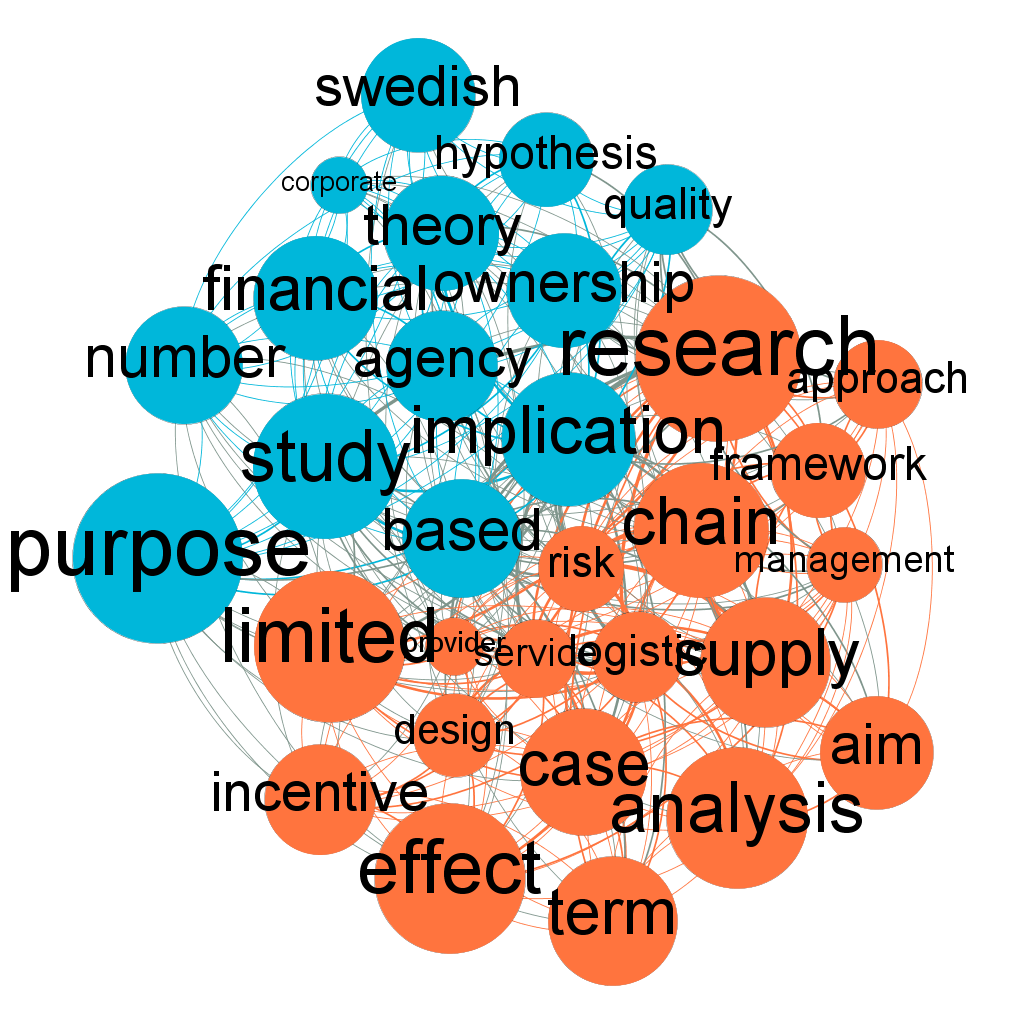 swedish
hypothesis
corporate
quality
theory
financial
ownership
number
agency
research
approach
implication
study
framework
chain
based
purpose
risk
management
limited
provider
service
logistic
supply
design
aim
case
incentive
analysis
effect
term